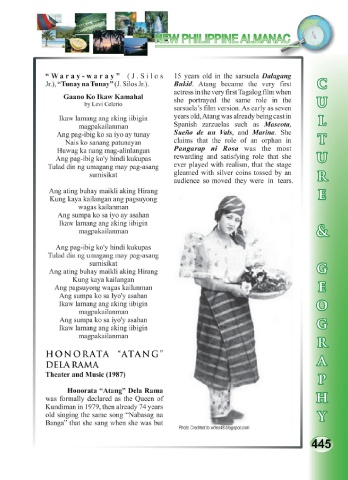 NEW PHILIPPINE ALMANAC
“Waray-waray” (J.Silos
Jr.), “Tunay na Tunay” (J. Silos Jr.).
Gaano Ko Ikaw Kamahal
by Levi Celerio
Ikaw lamang ang aking iibigin
magpakailanman
Ang pag-ibig ko sa iyo ay tunay
Nais ko sanang patunayan
Huwag ka nang mag-alinlangan
Ang pag-ibig ko'y hindi kukupas
Tulad din ng umagang may pag-asang
sumisikat
Ang ating buhay maikli aking Hirang
Kung kaya kailangan ang pagsuyong
wagas kailanman
Ang sumpa ko sa iyo ay asahan
Ikaw lamang ang aking iibigin
magpakailanman
Ang pag-ibig ko'y hindi kukupas
Tulad din ng umagang may pag-asang
sumisikat
Ang ating buhay maikli aking Hirang
Kung kaya kailangan
Ang pagsuyong wagas kailanman
Ang sumpa ko sa Iyo'y asahan
Ikaw lamang ang aking iibigin
magpakailanman
Ang sumpa ko sa iyo'y asahan
Ikaw lamang ang aking iibigin
magpakailanman
HONORATA “ATANG”
DELA RAMA
Theater and Music (1987)
Honorata “Atang” Dela Rama
was formally declared as the Queen of
Kundiman in 1979, then already 74 years
old singing the same song “Nabasag na
Banga” that she sang when she was but
15 years old in the sarsuela Dalagang
Bukid. Atang became the very first
actress in the very first Tagalog film when
she portrayed the same role in the
sarsuela’s film version. As early as seven
years old, Atang was already being cast in
Spanish zarzuelas such as Mascota,
Sueño de un Vals, and Marina. She
claims that the role of an orphan in
Pangarap ni Rosa was the most
rewarding and satisfying role that she
ever played with realism, that the stage
gleamed with silver coins tossed by an
audience so moved they were in tears.
Photo Credited to
CULTURE & GEOGRAPHY
445